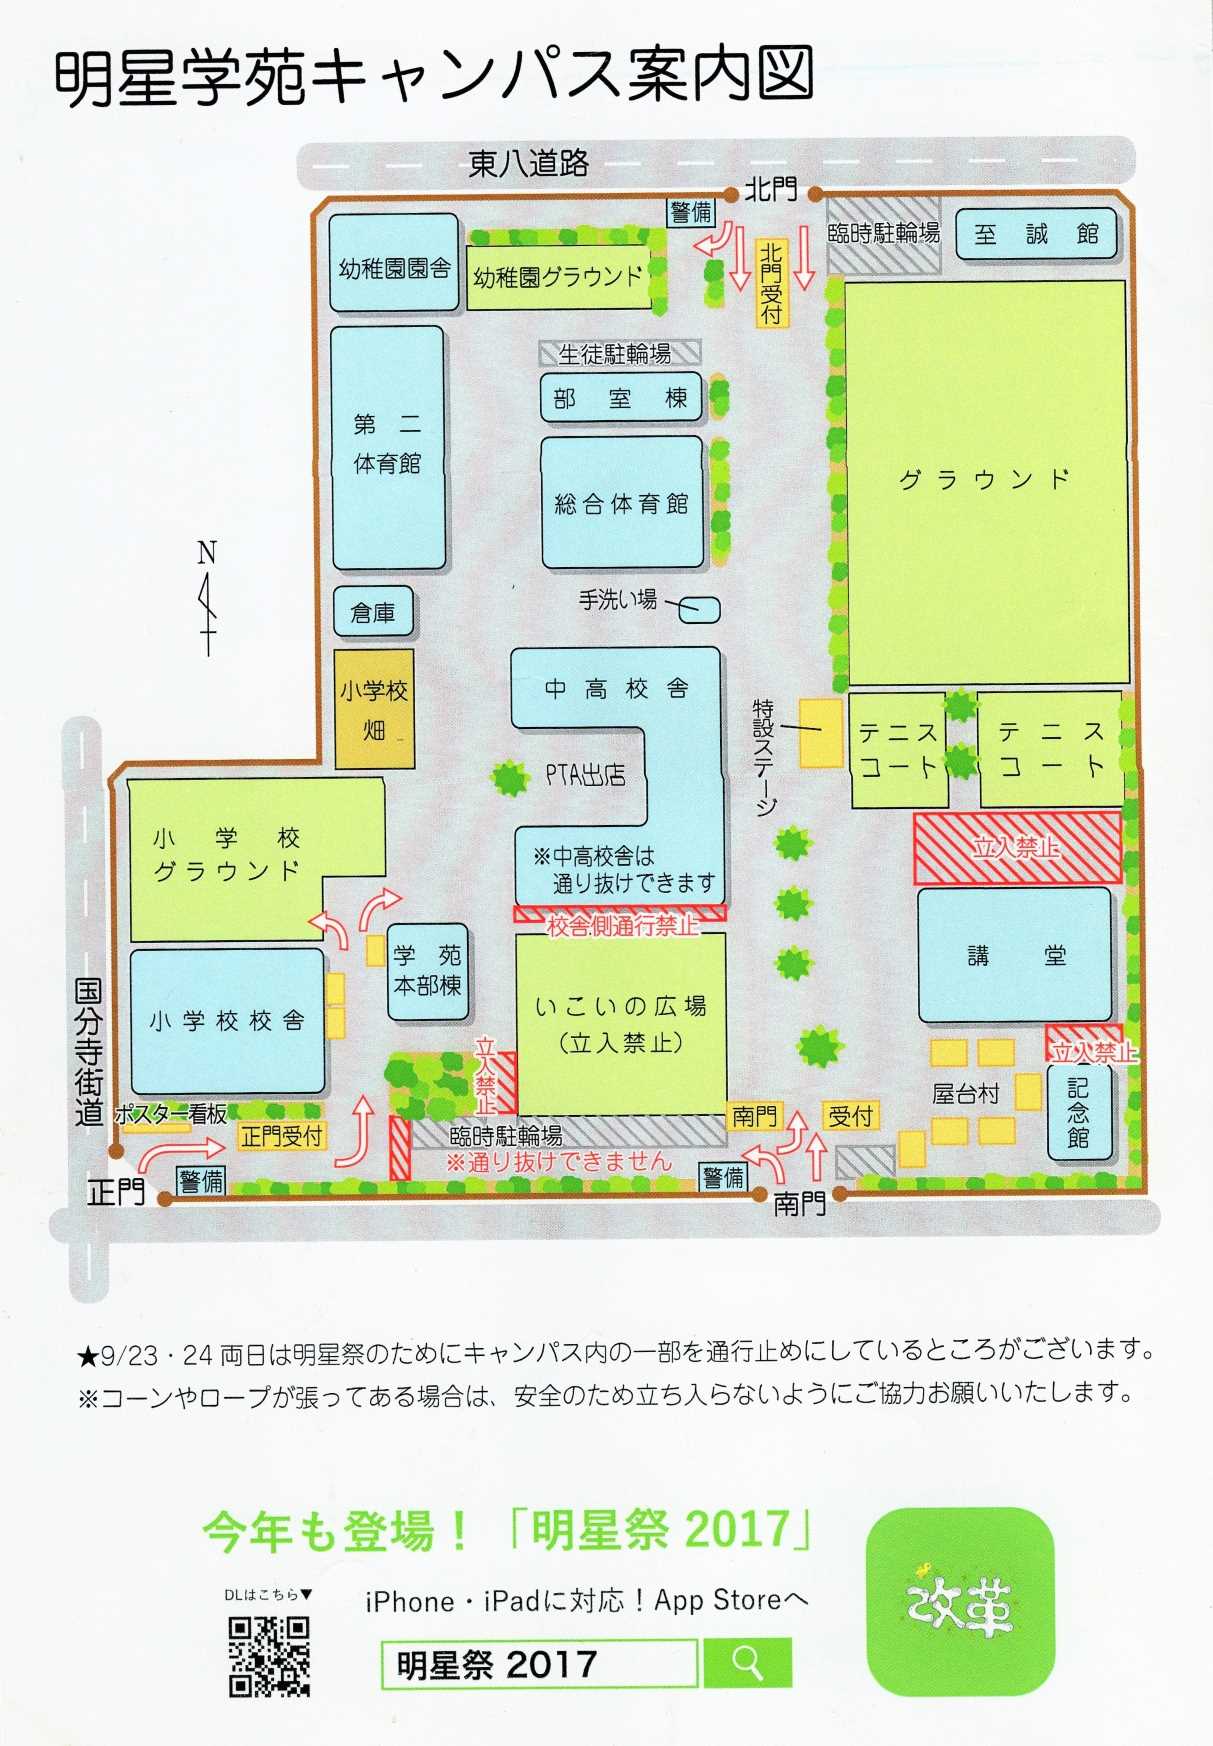 明星学苑キャンパス案内図
東八道路
北門
警備
臨時駐輪場
至誠館
幼稚園園舎
幼稚園グラウンド
北門受付
生徒駐輪場
部室棟
第二
体育館
総合体育館
グラウンド
N
手洗い場
倉庫
小学校
畑
中高校舎
特設ステージ
テニス
コート
テニス
コート
PTA出店
小学校
グラウンド
※中高校舎は
通り抜けできます
立入禁止
校舎側通行禁止
学苑
本部棟
講堂
国分寺街道
小学校校舎
いこいの広場
（立入禁止）
立入禁止
立入禁止
屋台村
記念館
ポスター看板
正門受付
臨時駐輪場
南門
受付
※通り抜けできません
正門
警備
警備
南門
★9/23・24 両日は明星祭のためにキャンパス内の一部を通行止めにしているところがございます。
※コーンやロープが張ってある場合は、安全のため立ち入らないようにご協力お願いいたします。
今年も登場！「明星祭 2017」
DLはこちら▼
iPhone・iPadに対応！App Storeへ
明星祭 2017
改革